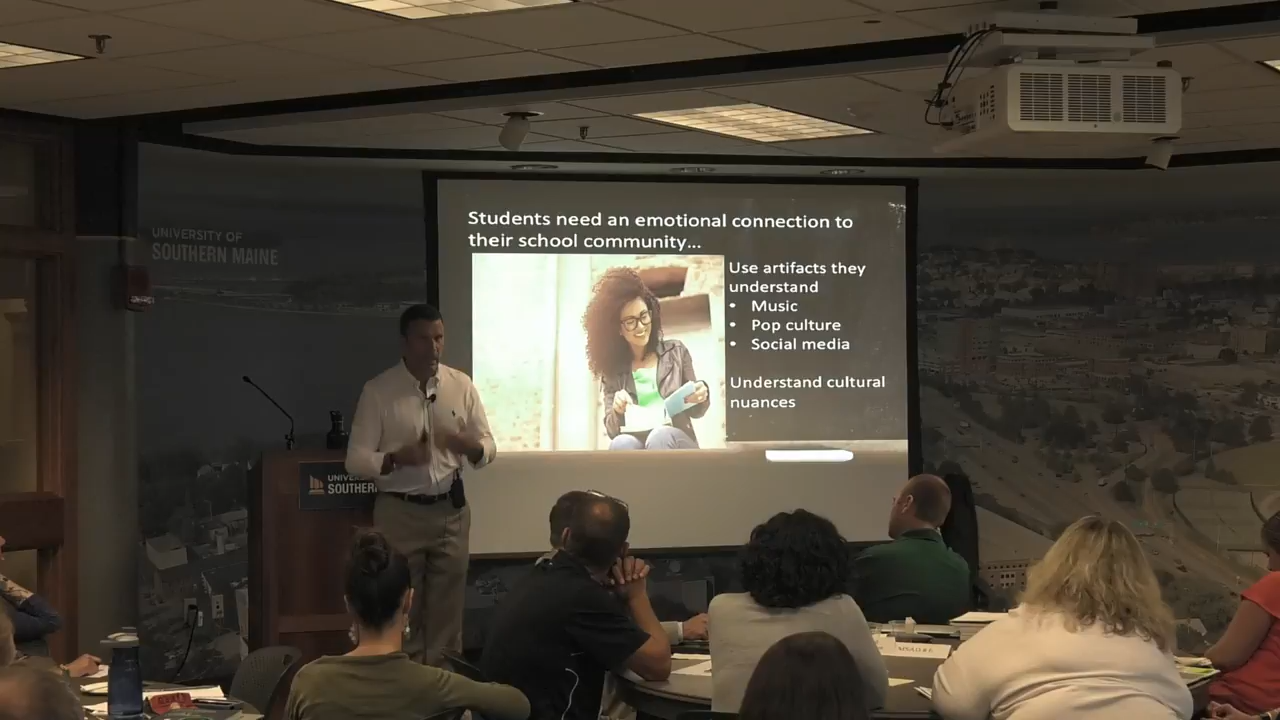 UNIVERSITY OF
SOUTHERN MAINE
Students need an emotional connection to
their school community...
Use artifacts they
understand
• Music
• Pop culture
• Social media
Understand cultural
nuances
SOUTHERN